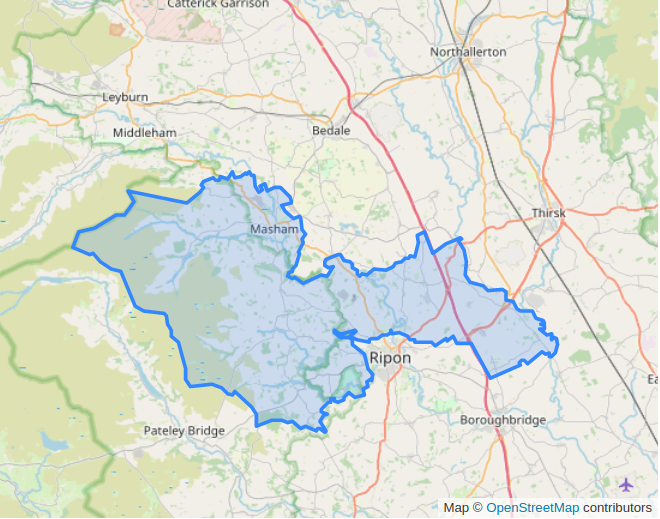 Catterick Garrison
Northallerton
Leyburn
Middleham
Bedale
Thirsk
Masham
Ripon
Boroughbridge
Pateley Bridge
Ea
Map © OpenStreetMap contributors